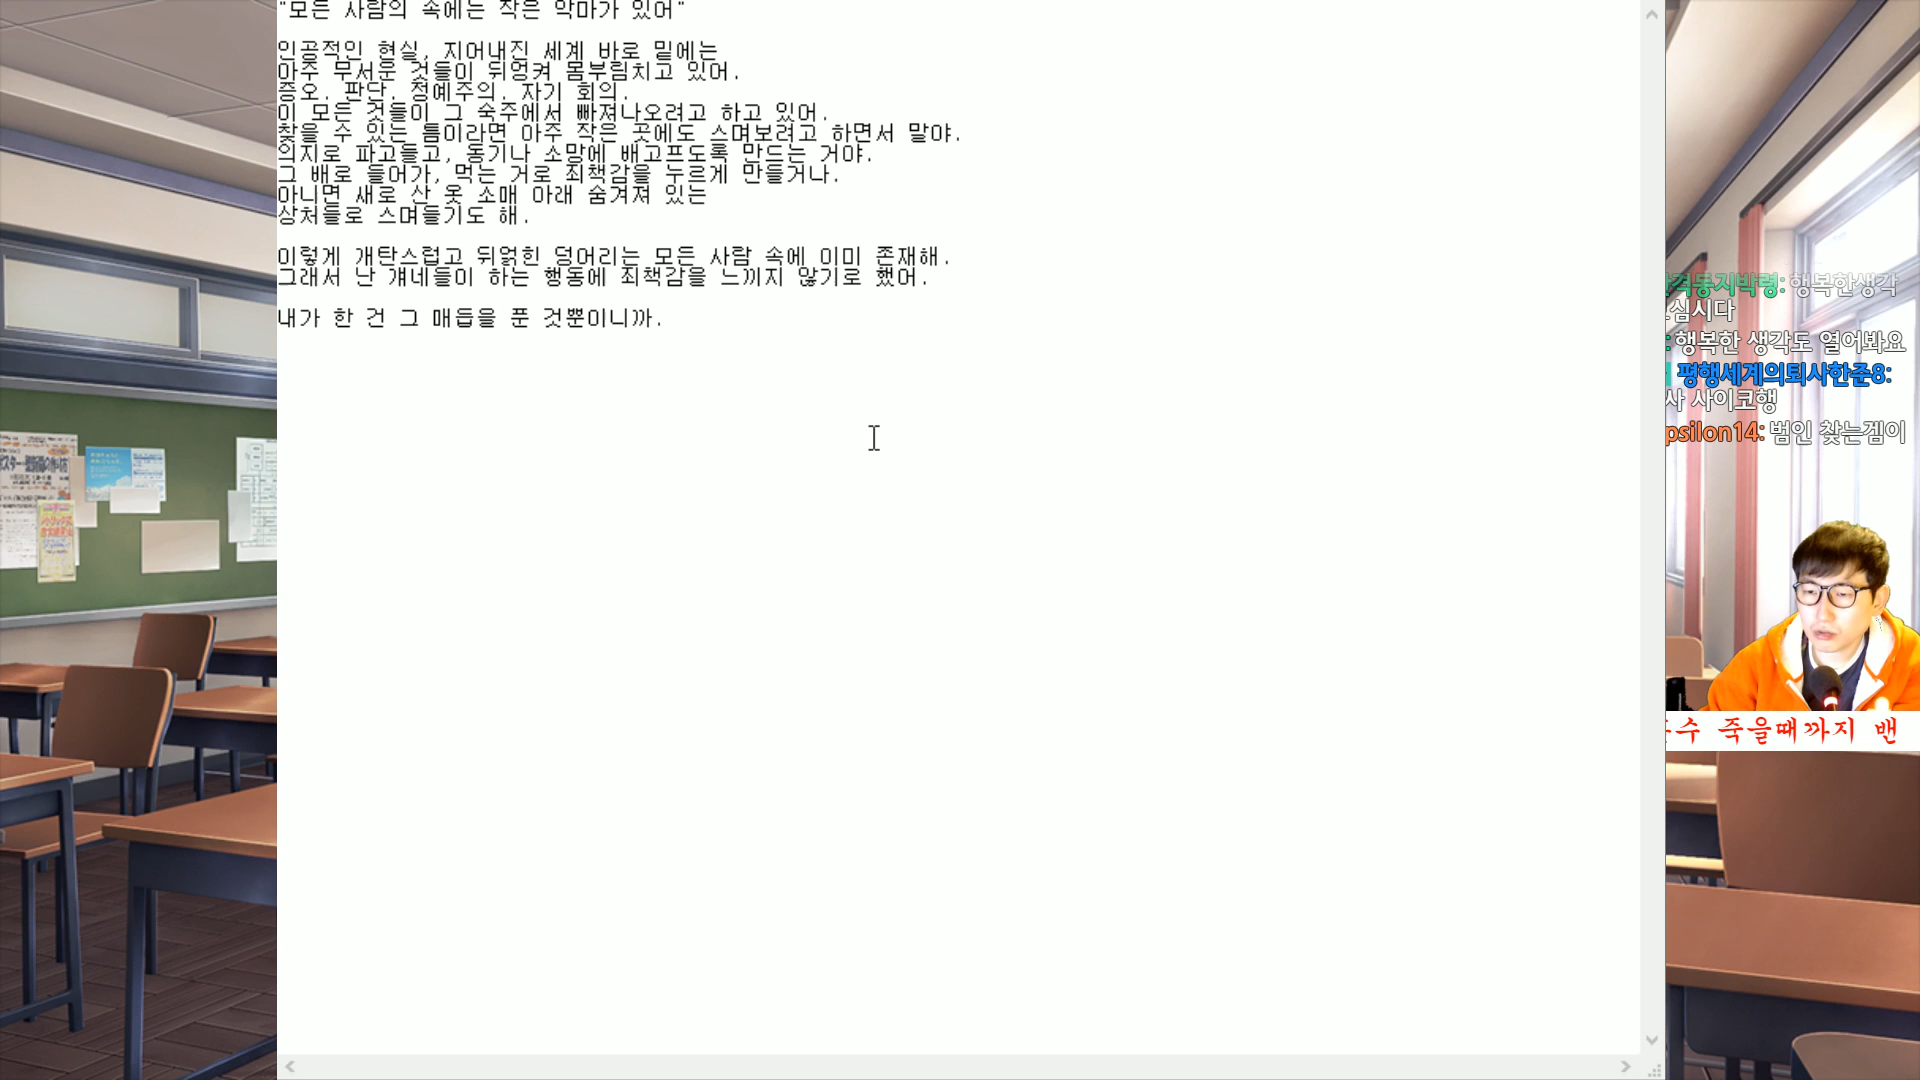 "모든 사람의 속에는 작은 악마가 있어"
인공적인 현실, 지어내진 세계 바로 밑에는
아주 무서운 것들이 뒤엉켜 몸부림치고 있어.
증오. 판단. 정예주의. 자기 회의.
이 모든 것들이 그 숙주에서 빠져나오려고 하고 있어.
찾을 수 있는 틈이라면 아주 작은 곳에도 스며보려고 하면서 말야.
의지로 파고들고, 동기나 소망에 배고프도록 만드는 거야.
그 배로 들어가, 먹는 거로 죄책감을 누르게 만들거나.
아니면 새로 산 옷 소매 아래 숨겨져 있는
상처들로 스며들기도 해.
이렇게 개탄스럽고 뒤얽힌 덩어리는 모든 사람 속에 이미 존재해.
그래서 난 걔네들이 하는 행동에 죄책감을 느끼지 않기로 했어.
내가 한 건 그 매듭을 푼 것뿐이니까.
격동지박령: 행복한생각
심시다
: 행복한 생각도 열어봐요
평행세계의퇴사한준8:
사 사이코행
psilon14: 범인 찾는겜이
수 죽을때까지 밴